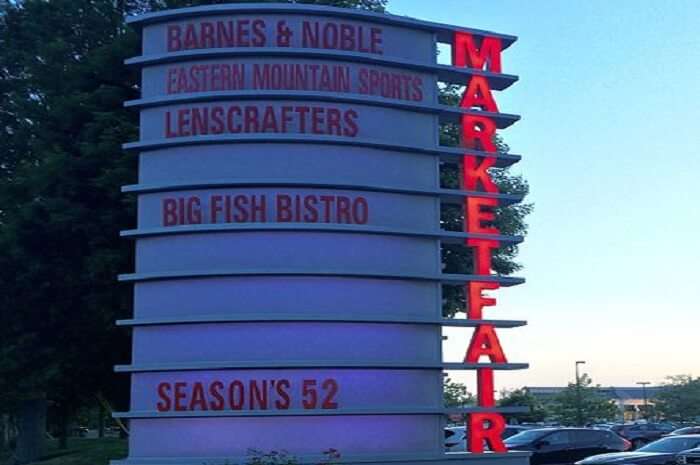 BARNES & NOBLE
EASTERN MOUNTAIN SPORTS
LENSCRAFTERS
BIG FISH BISTRO
SEASON'S 52
MARKETFAIR